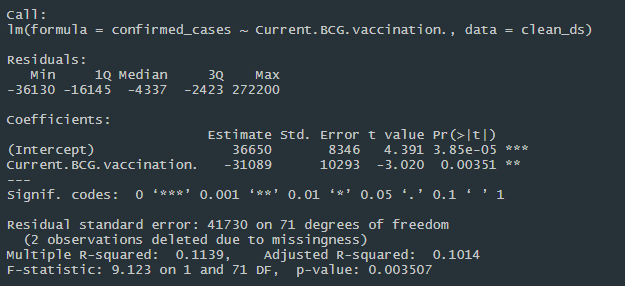 Call:
lm(formula = confirmed_cases ~ Current.BCG.vaccination., data = clean_ds)
Residuals:
Min 1Q Median 3Q Max
-36130 -16145 -4337 -2423 272200
Coefficients:
Estimate Std. Error t value Pr(>|t|)
(Intercept) 36650 8346 4.391 3.85e-05 ***
Current.BCG.vaccination. -31089 10293 -3.020 0.00351 **
---
Signif. codes: 0 ‘***’ 0.001 ‘**’ 0.01 ‘*’ 0.05 ‘.’ 0.1 ‘ ’ 1
Residual standard error: 41730 on 71 degrees of freedom
(2 observations deleted due to missingness)
Multiple R-squared: 0.1139, Adjusted R-squared: 0.1014
F-statistic: 9.123 on 1 and 71 DF, p-value: 0.003507